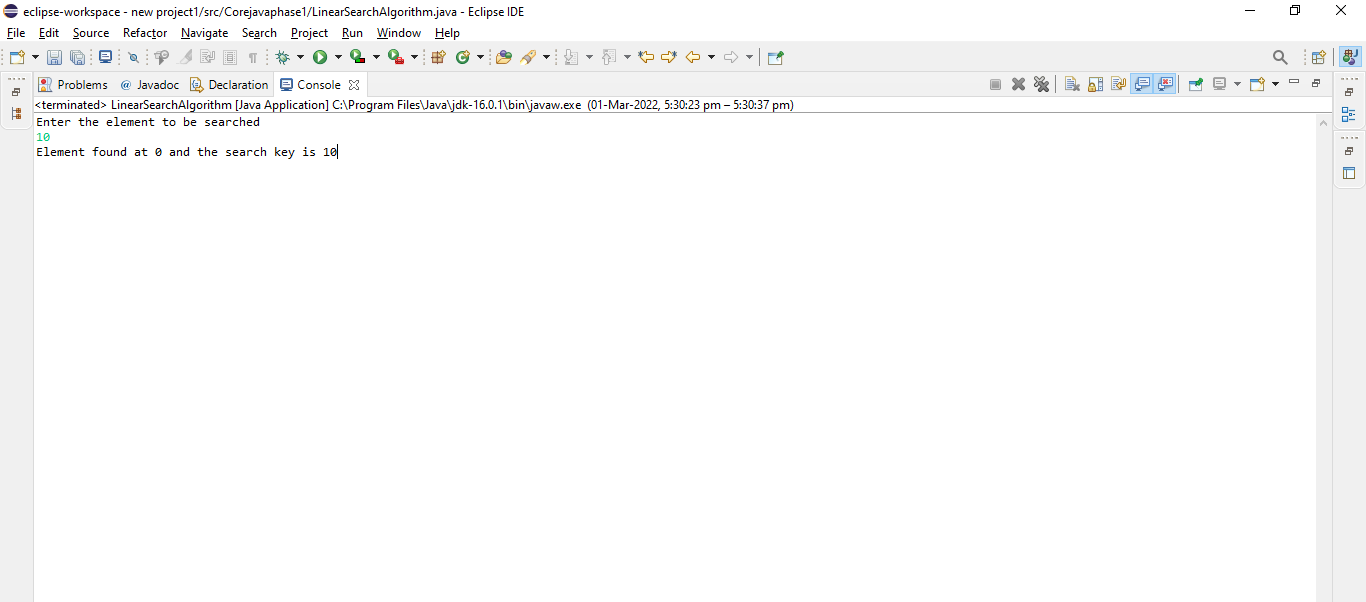 eclipse-workspace - new project1/src/Corejavaphase1/LinearSearchAlgorithm.java - Eclipse IDE
File Edit Source Refactor Navigate Search Project Run Window Help
Problems @ Javadoc Declaration Console
<terminated> LinearSearchAlgorithm [Java Application] C:\Program Files\Java\jdk-16.0.1\bin\javaw.exe (01-Mar-2022, 5:30:23 pm – 5:30:37 pm)
Enter the element to be searched
10
Element found at 0 and the search key is 10